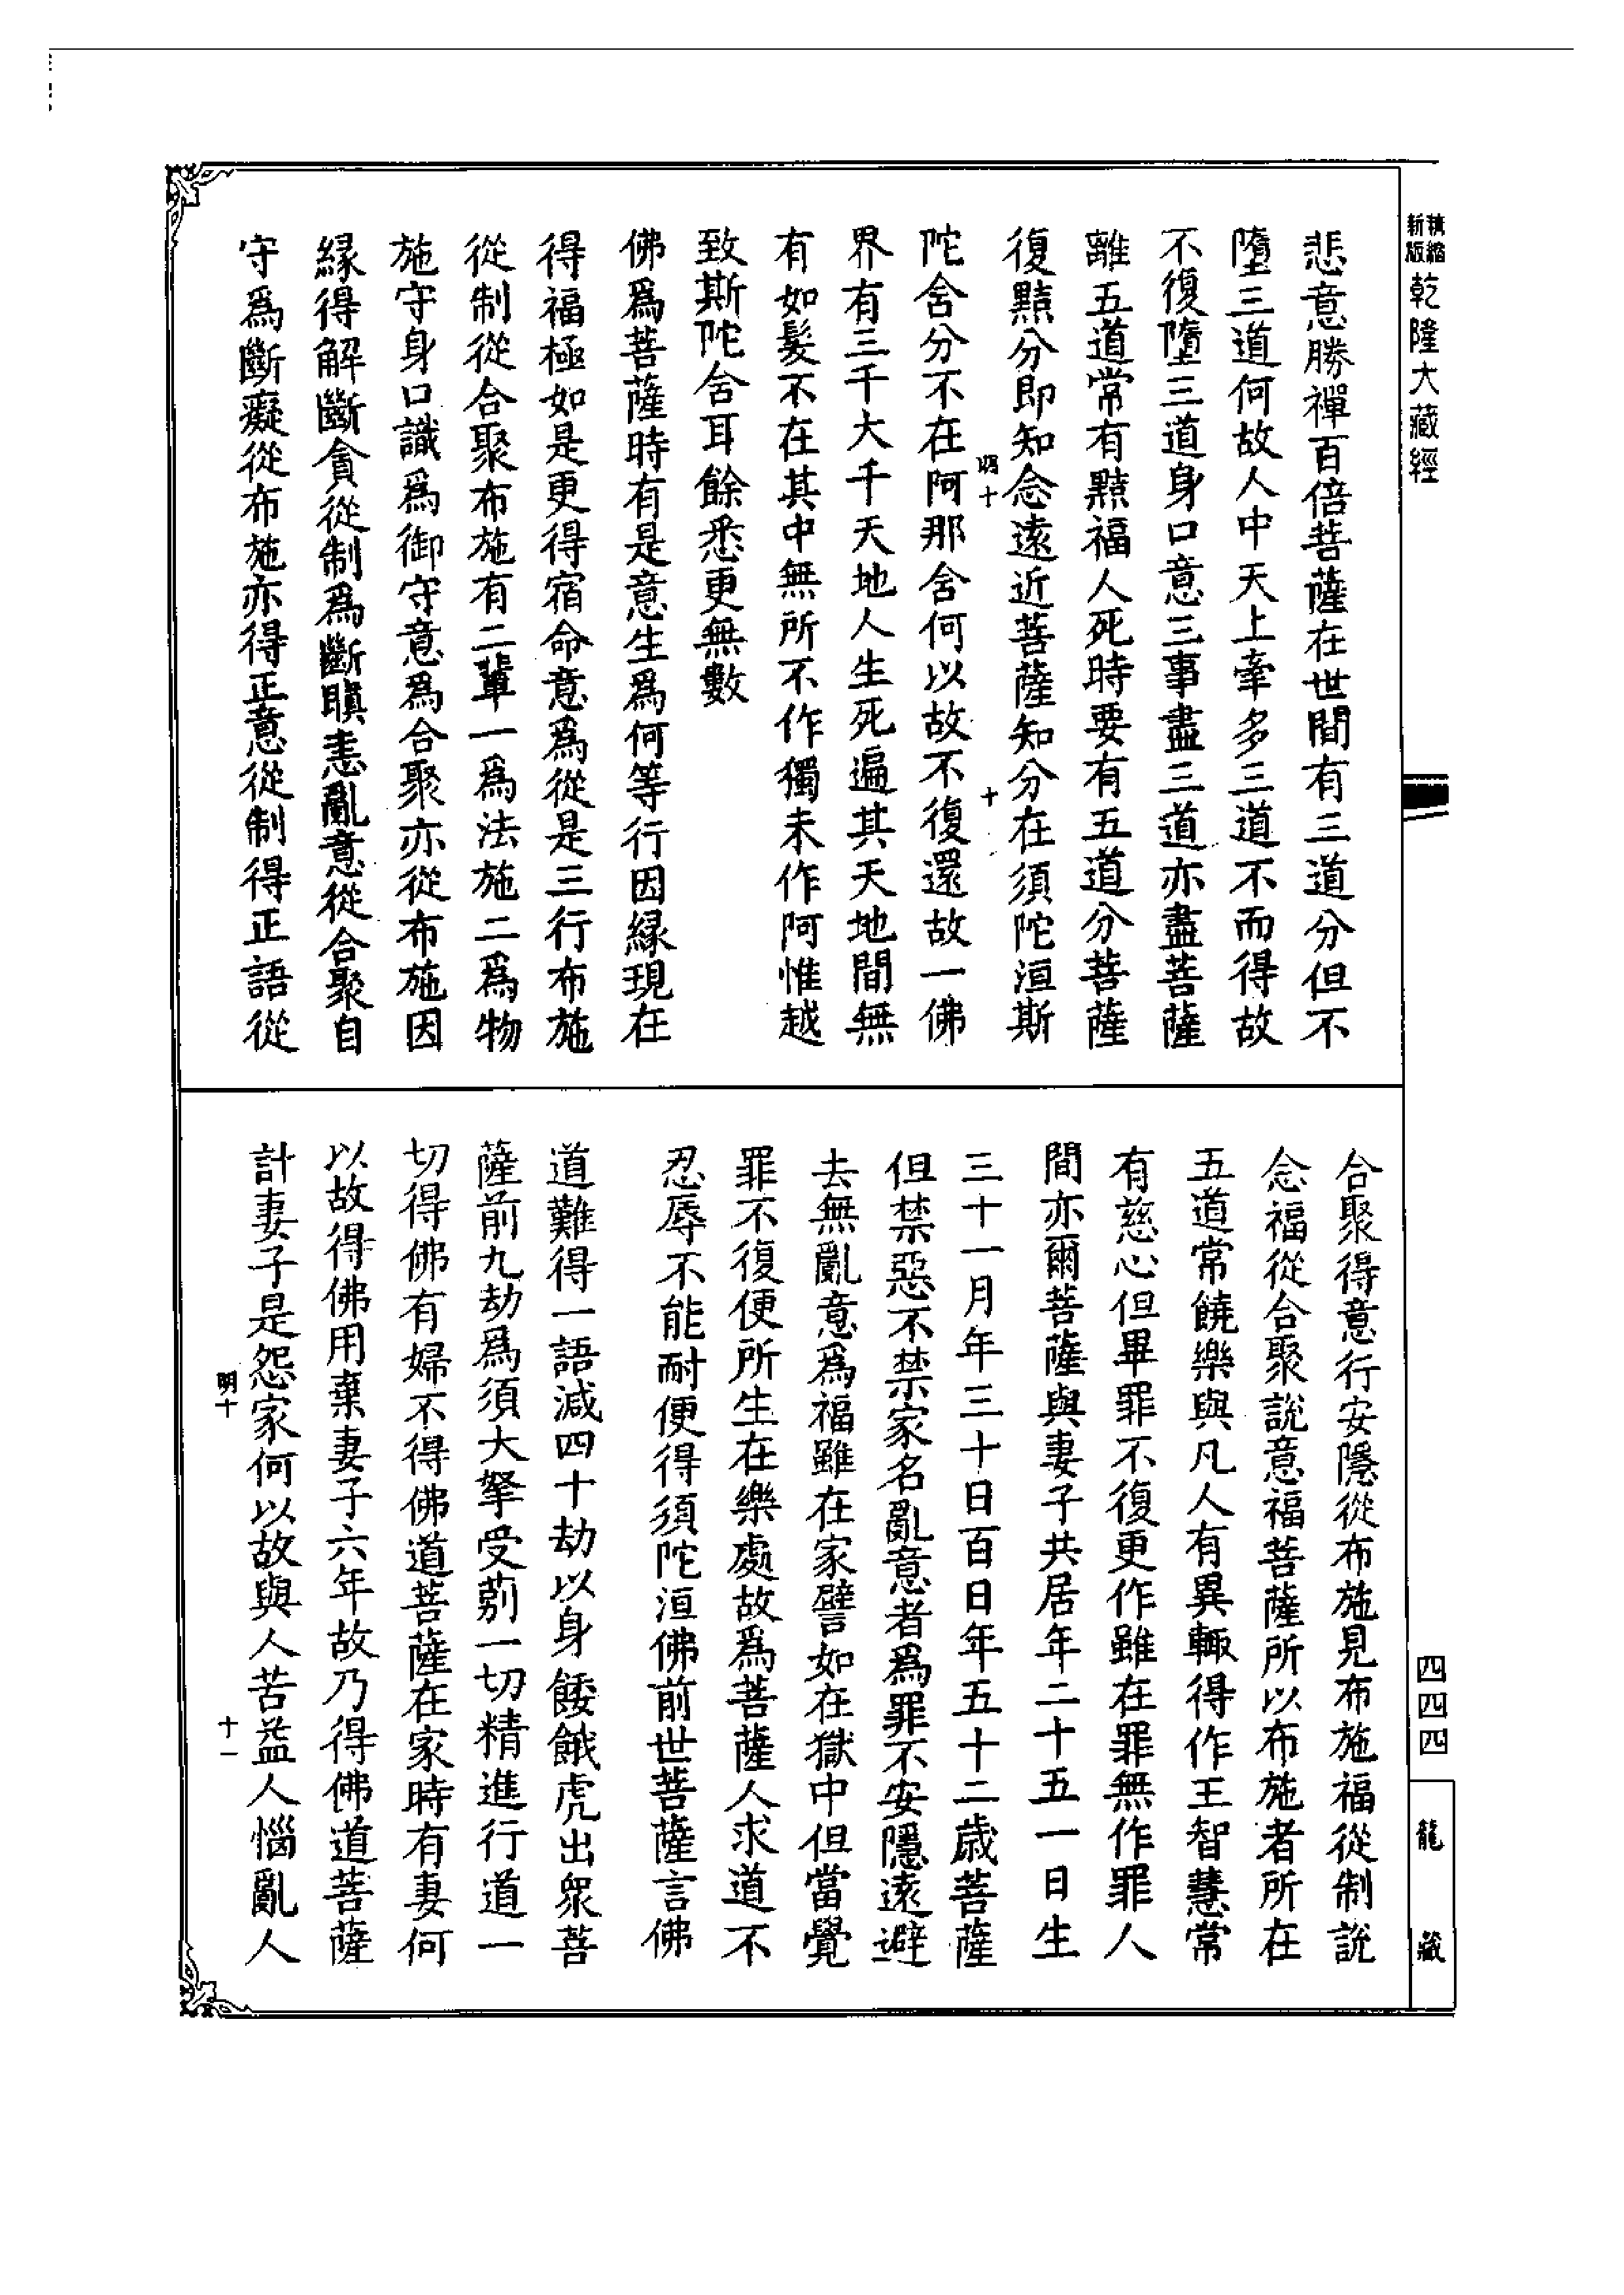 精縮新版乾隆大藏經
悲意勝禪百倍菩薩在世間有三道分但不
墮三道何故人中天上牽多三道不而得故
不復墮三道身口意三事盡三道亦盡菩薩
離五道常有黠福人死時要有五道分菩薩
復黠分即知念遠近菩薩知分在須陀洹斯
明十
十
陀舍分不在阿那舍何以故不復還故一佛
界有三千大千天地人生死遍其天地間無
有如髮不在其中無所不作獨未作阿惟越
致斯陀舍耳餘悉更無數
佛爲菩薩時有是意生爲何等行因緣現在
得福極如是更得宿命意爲從是三行布施
從制從合聚布施有二輩一爲法施二爲物
施守身口識爲御守意爲合聚亦從布施因
緣得解斷貪從制爲斷瞋恚亂意從合聚自
守爲斷癡從布施亦得正意從制得正語從
合聚得意行安隱從布施見布施福從制說
念福從合聚說意福菩薩所以布施者所在
五道常饒樂與凡人有異輙得作王智慧常
有慈心但畢罪不復更作雖在罪無作罪人
間亦爾菩薩與妻子共居年二十五一日生
三十一月年三十日百日年五十二歲菩薩
但禁惡不禁家名亂意者爲罪不安隱遠避
去無亂意爲福雖在家譬如在獄中但當覺
罪不復便所生在樂處故爲菩薩人求道不
忍辱不能耐便得須陀洹佛前世菩薩言佛
道難得一語減四十劫以身餧餓虎出衆菩
薩前九劫爲須大拏受莂一切精進行道一
切得佛有婦不得佛道菩薩在家時有妻何
以故得佛用棄妻子六年故乃得佛道菩薩
計妻子是怨家何以故與人苦益人惱亂人
明十
十一
四四四
龍藏